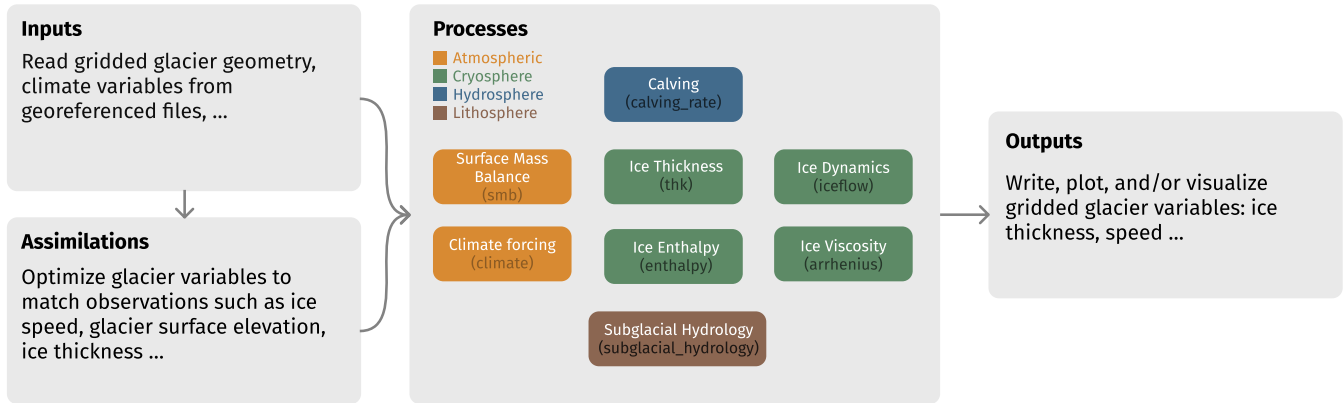 Inputs
Read gridded glacier geometry,
climate variables from
georeferenced files, ...
Assimilations
Optimize glacier variables to
match observations such as ice
speed, glacier surface elevation,
ice thickness ...
Processes
Atmospheric
Cryosphere
Hydrosphere
Lithosphere
Calving
(calving_rate)
Surface Mass
Balance
(smb)
Ice Thickness
(thk)
Ice Dynamics
(iceflow)
Climate forcing
(climate)
Ice Enthalpy
(enthalpy)
Ice Viscosity
(arrhenius)
Subglacial Hydrology
(subglacial_hydrology)
Outputs
Write, plot, and/or visualize
gridded glacier variables: ice
thickness, speed ...